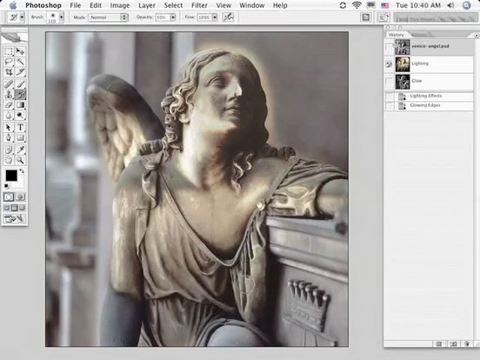 Photoshop File Edit Image Layer Select Filter View Window Help Tue 10:40 AM
Brush: Mode: Normal Opacity: Flow:
History
venice-angel.psd
Lighting
Glow
Lighting Effects
Glowing Edges